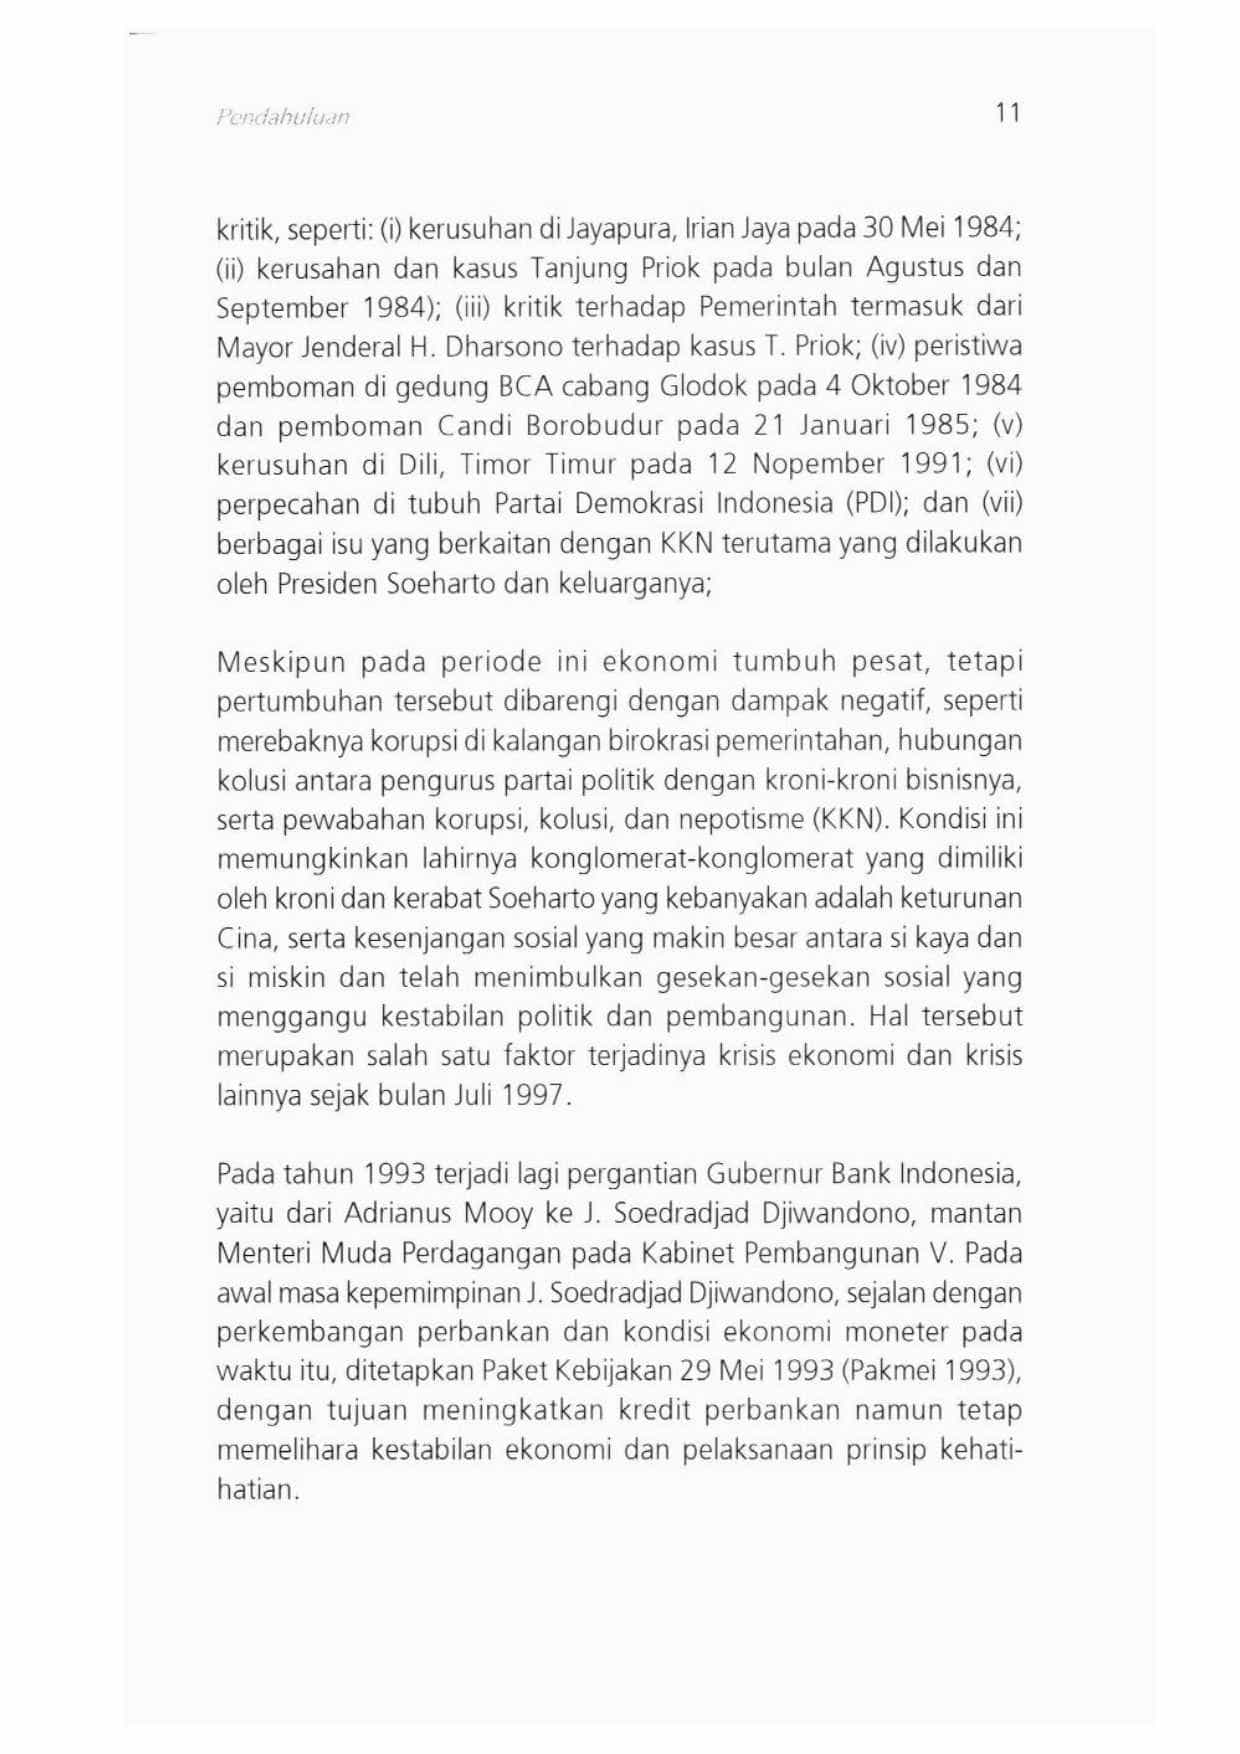 Pendahuluan 11
kritik, seperti: (i) kerusuhan di Jayapura, Irian Jaya pada 30 Mei 1984;
(ii) kerusahan dan kasus Tanjung Priok pada bulan Agustus dan
September 1984); (iii) kritik terhadap Pemerintah termasuk dari
Mayor Jenderal H. Dharsono terhadap kasus T. Priok; (iv) peristiwa
pemboman di gedung BCA cabang Glodok pada 4 Oktober 1984
dan pemboman Candi Borobudur pada 21 Januari 1985; (v)
kerusuhan di Dili, Timor Timur pada 12 Nopember 1991; (vi)
perpecahan di tubuh Partai Demokrasi Indonesia (PDI); dan (vii)
berbagai isu yang berkaitan dengan KKN terutama yang dilakukan
oleh Presiden Soeharto dan keluarganya;
Meskipun pada periode ini ekonomi tumbuh pesat, tetapi
pertumbuhan tersebut dibarengi dengan dampak negatif, seperti
merebaknya korupsi di kalangan birokrasi pemerintahan, hubungan
kolusi antara pengurus partai politik dengan kroni-kroni bisnisnya,
serta pewabahan korupsi, kolusi, dan nepotisme (KKN). Kondisi ini
memungkinkan lahirnya konglomerat-konglomerat yang dimiliki
oleh kroni dan kerabat Soeharto yang kebanyakan adalah keturunan
Cina, serta kesenjangan sosial yang makin besar antara si kaya dan
si miskin dan telah menimbulkan gesekan-gesekan sosial yang
menggangu kestabilan politik dan pembangunan. Hal tersebut
merupakan salah satu faktor terjadinya krisis ekonomi dan krisis
lainnya sejak bulan Juli 1997.
Pada tahun 1993 terjadi lagi pergantian Gubernur Bank Indonesia,
yaitu dari Adrianus Mooy ke J. Soedradjad Djiwandono, mantan
Menteri Muda Perdagangan pada Kabinet Pembangunan V. Pada
awal masa kepemimpinan J. Soedradjad Djiwandono, sejalan dengan
perkembangan perbankan dan kondisi ekonomi moneter pada
waktu itu, ditetapkan Paket Kebijakan 29 Mei 1993 (Pakmei 1993),
dengan tujuan meningkatkan kredit perbankan namun tetap
memelihara kestabilan ekonomi dan pelaksanaan prinsip kehati-
hatian.